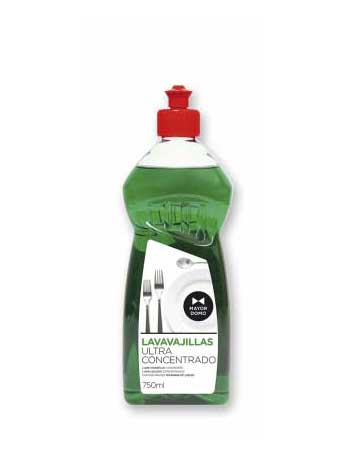 MAYOR
DOMO
LAVAVAJILLAS
ULTRA
CONCENTRADO
750ml